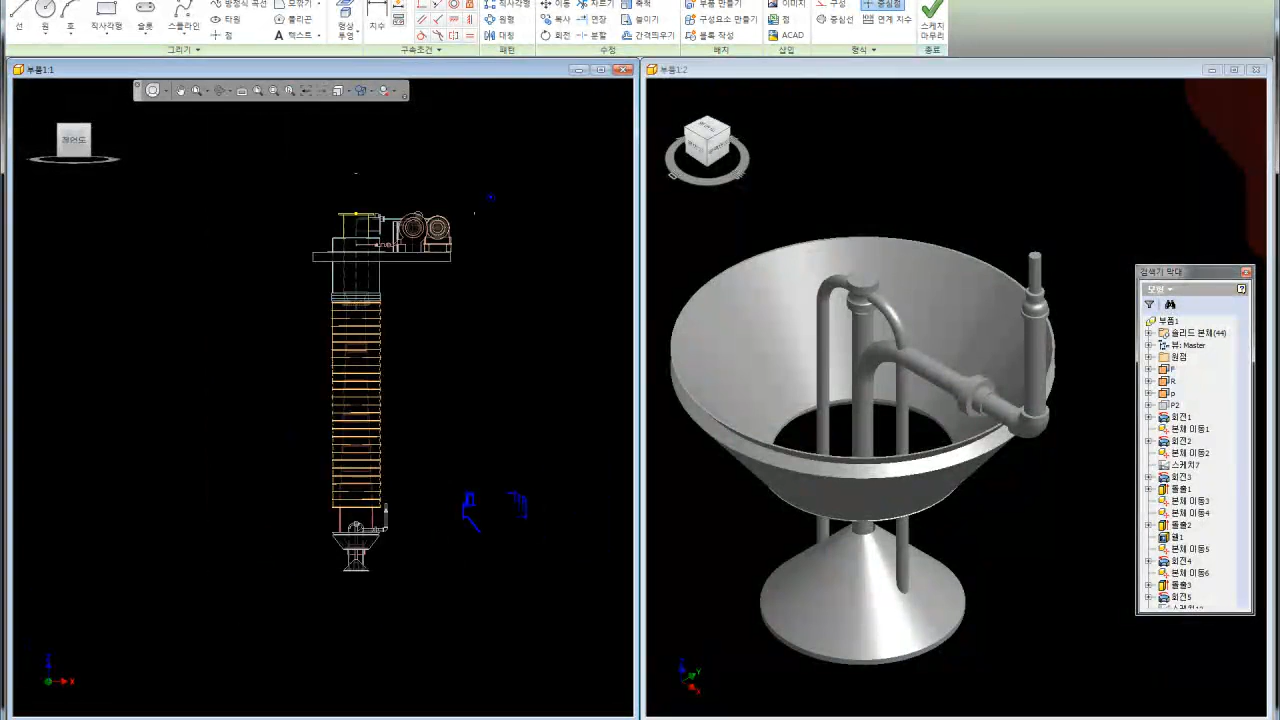 선 원 호 직사각형 슬롯 스플라인
타원
점
폴리곤
텍스트
그리기
치수
형상
투영
구속조건
직사각형
원형
대칭
패턴
이동 자르기 축척
복사 연장 늘이기
회전 분할 간격띄우기
수정
부품 만들기
구성요소 만들기
블록 작성
배치
이미지
점
ACAD
삽입
구성
중심점
중심선
연계 치수
형식
스케치
마무리
종료
부품1:1
부품1:2
정면도
Z
X
Z
Y
X
검색기 막대
모형
부품1
솔리드 본체(44)
뷰: Master
원점
F
R
p
P2
회전1
본체 이동1
회전2
본체 이동2
스케치7
회전3
돌출1
본체 이동3
본체 이동4
돌출2
쉘1
본체 이동5
회전4
본체 이동6
돌출3
회전5